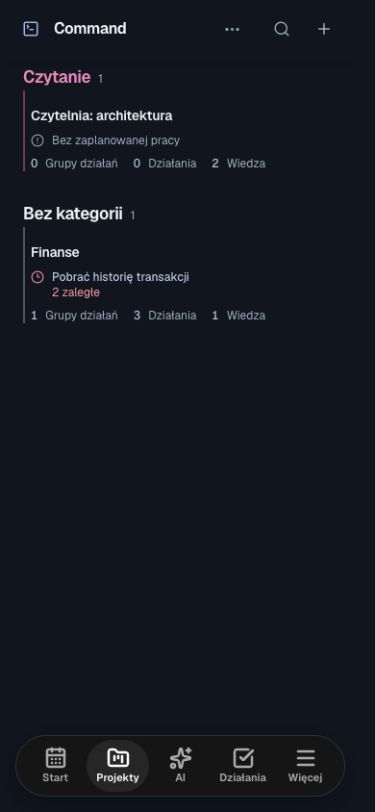 Command
Czytanie 1
Czytelnia: architektura
Bez zaplanowanej pracy
0 Grupy działań 0 Działania 2 Wiedza
Bez kategorii 1
Finanse
Pobrać historię transakcji
2 zaległe
1 Grupy działań 3 Działania 1 Wiedza
Start Projekty AI Działania Więcej